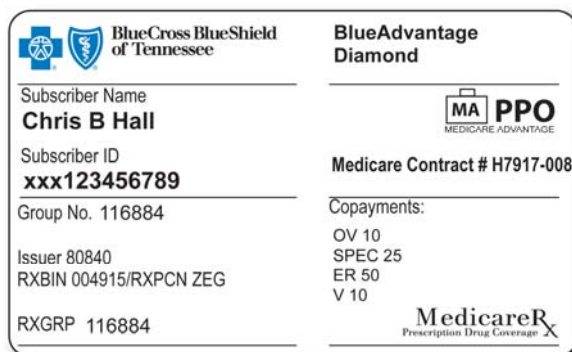 BlueCross BlueShield
of Tennessee
Subscriber Name
Chris B Hall
Subscriber ID
xxx123456789
Group No. 116884
Issuer 80840
RXBIN 004915/RXPCN ZEG
RXGRP 116884
BlueAdvantage
Diamond
MA PPO
MEDICARE ADVANTAGE
Medicare Contract # H7917-008
Copayments:
OV 10
SPEC 25
ER 50
V 10
MedicareRx
Prescription Drug Coverage